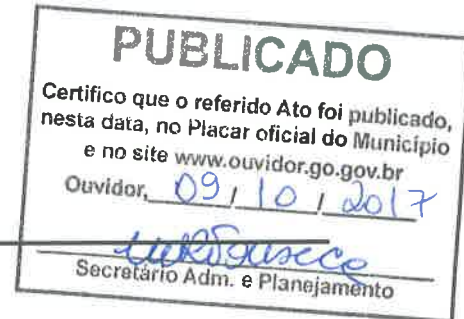 PUBLICADO
Certifico que o referido Ato foi publicado,
nesta data, no Placar oficial do Município
e no site www.ouvidor.go.gov.br
Ouvidor, 09 / 10 / 2017
Secretário Adm. e Planejamento